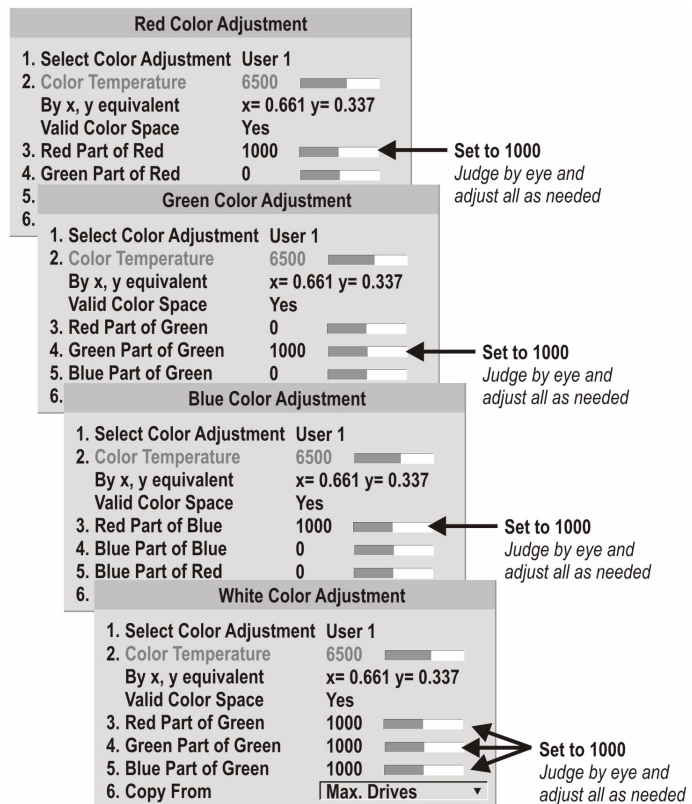 Red Color Adjustment
1. Select Color Adjustment User 1
2. Color Temperature 6500
By x, y equivalent x= 0.661 y= 0.337
Valid Color Space Yes
3. Red Part of Red 1000
4. Green Part of Red 0
5.
6.
Set to 1000
Judge by eye and
adjust all as needed
Green Color Adjustment
1. Select Color Adjustment User 1
2. Color Temperature 6500
By x, y equivalent x= 0.661 y= 0.337
Valid Color Space Yes
3. Red Part of Green 0
4. Green Part of Green 1000
5. Blue Part of Green 0
6.
Set to 1000
Judge by eye and
adjust all as needed
Blue Color Adjustment
1. Select Color Adjustment User 1
2. Color Temperature 6500
By x, y equivalent x= 0.661 y= 0.337
Valid Color Space Yes
3. Red Part of Blue 1000
4. Blue Part of Blue 0
5. Blue Part of Red 0
6.
Set to 1000
Judge by eye and
adjust all as needed
White Color Adjustment
1. Select Color Adjustment User 1
2. Color Temperature 6500
By x, y equivalent x= 0.661 y= 0.337
Valid Color Space Yes
3. Red Part of Green 1000
4. Green Part of Green 1000
5. Blue Part of Green 1000
6. Copy From Max. Drives
Set to 1000
Judge by eye and
adjust all as needed